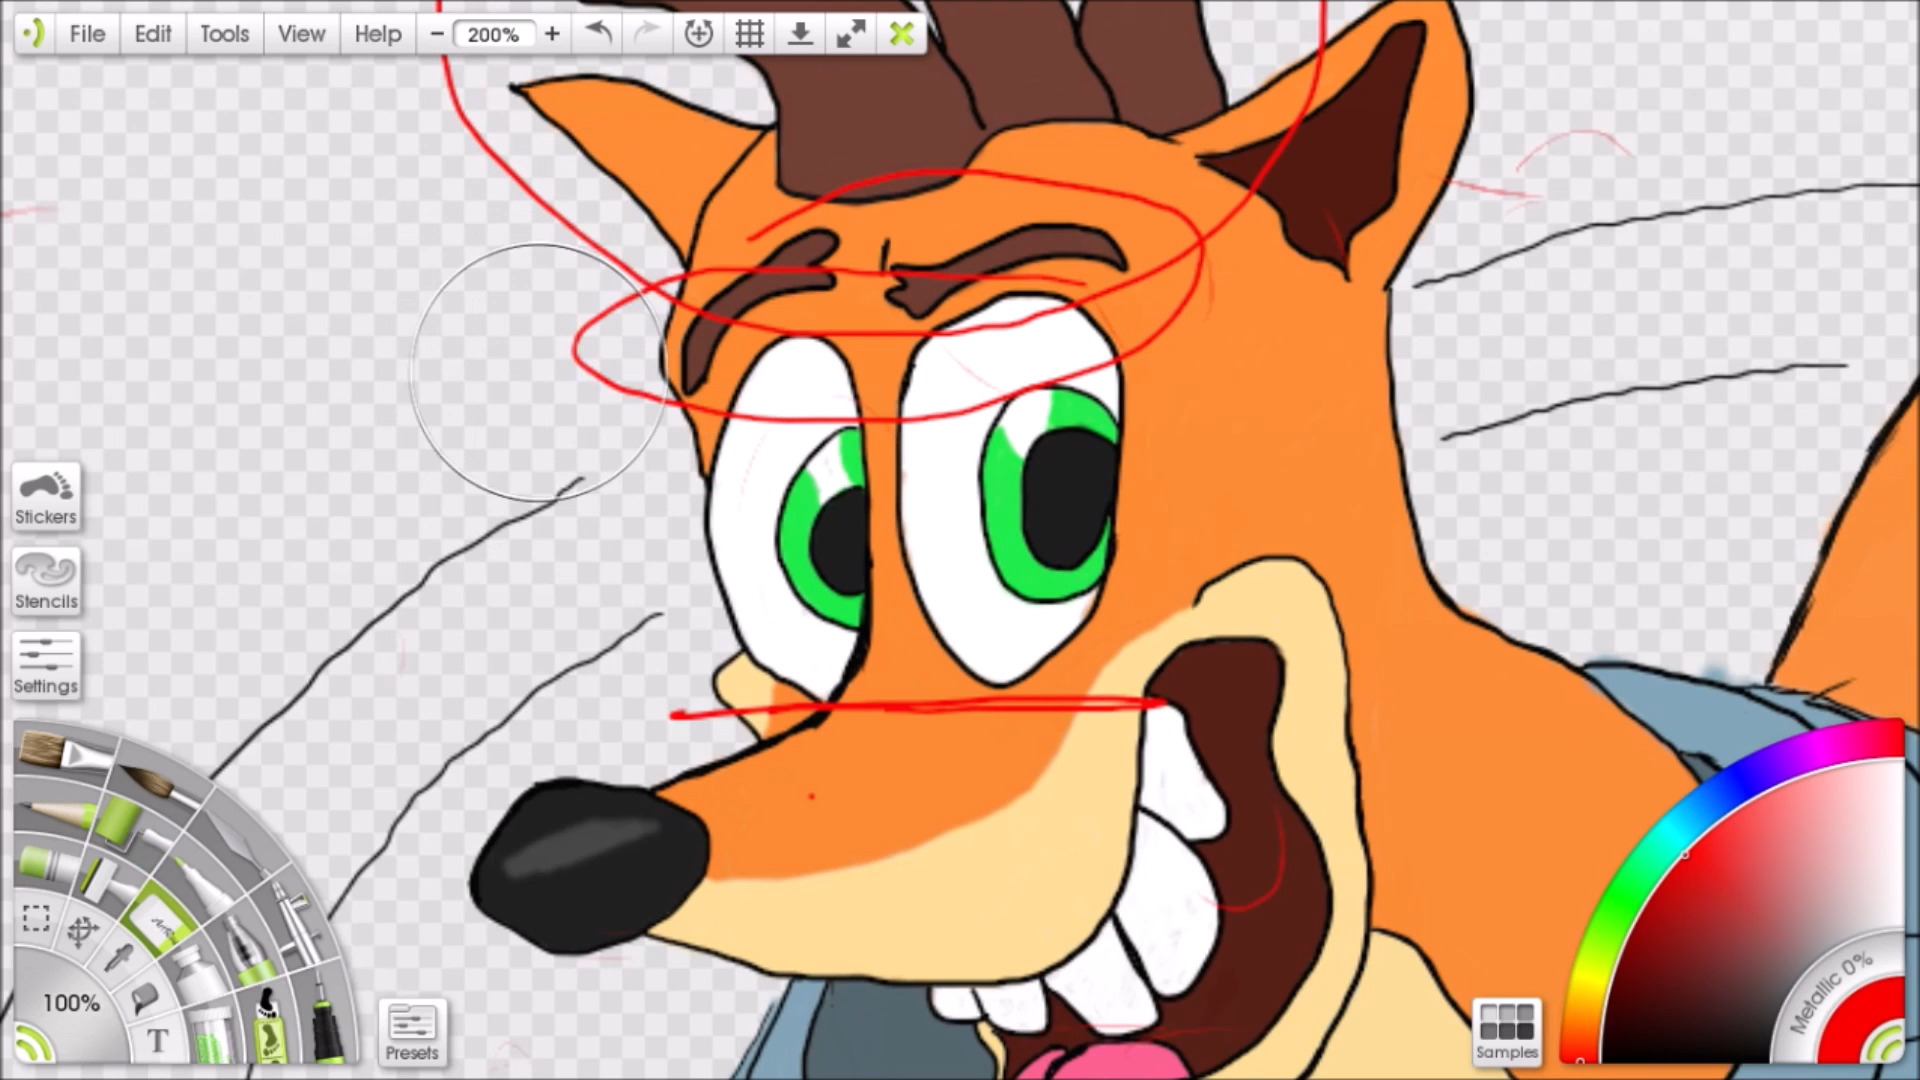 File Edit Tools View Help 200%
Stickers
Stencils
Settings
100%
T
Presets
Samples
Metallic 0%